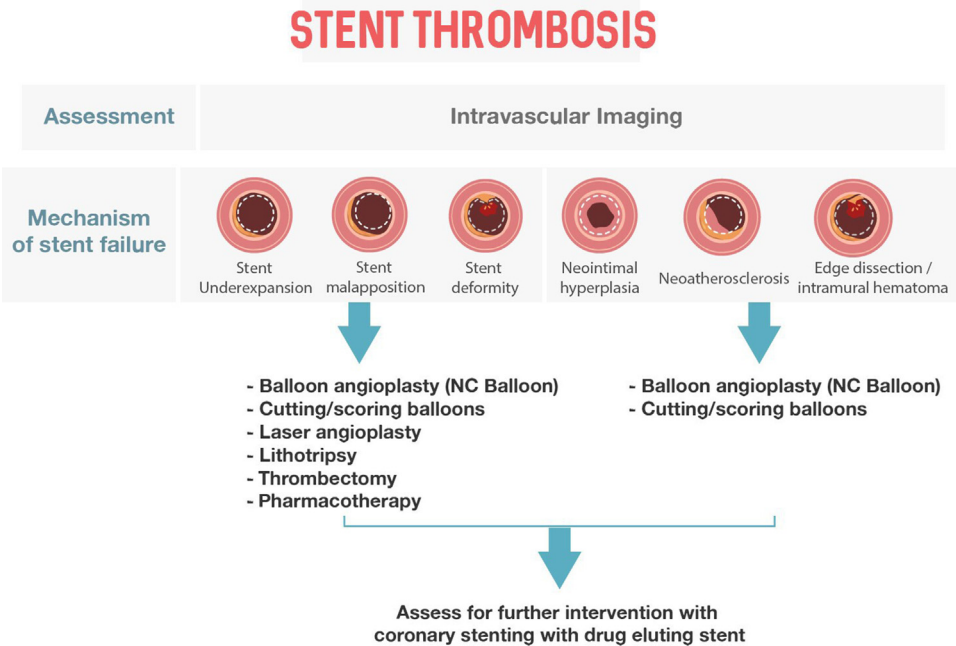 STENT THROMBOSIS
Assessment
Intravascular Imaging
Mechanism
of stent failure
Stent
Underexpansion
Stent
malapposition
Stent
deformity
Neointimal
hyperplasia
Neoatherosclerosis
Edge dissection /
intramural hematoma
- Balloon angioplasty (NC Balloon)
- Cutting/scoring balloons
- Laser angioplasty
- Lithotripsy
- Thrombectomy
- Pharmacotherapy
- Balloon angioplasty (NC Balloon)
- Cutting/scoring balloons
Assess for further intervention with
coronary stenting with drug eluting stent